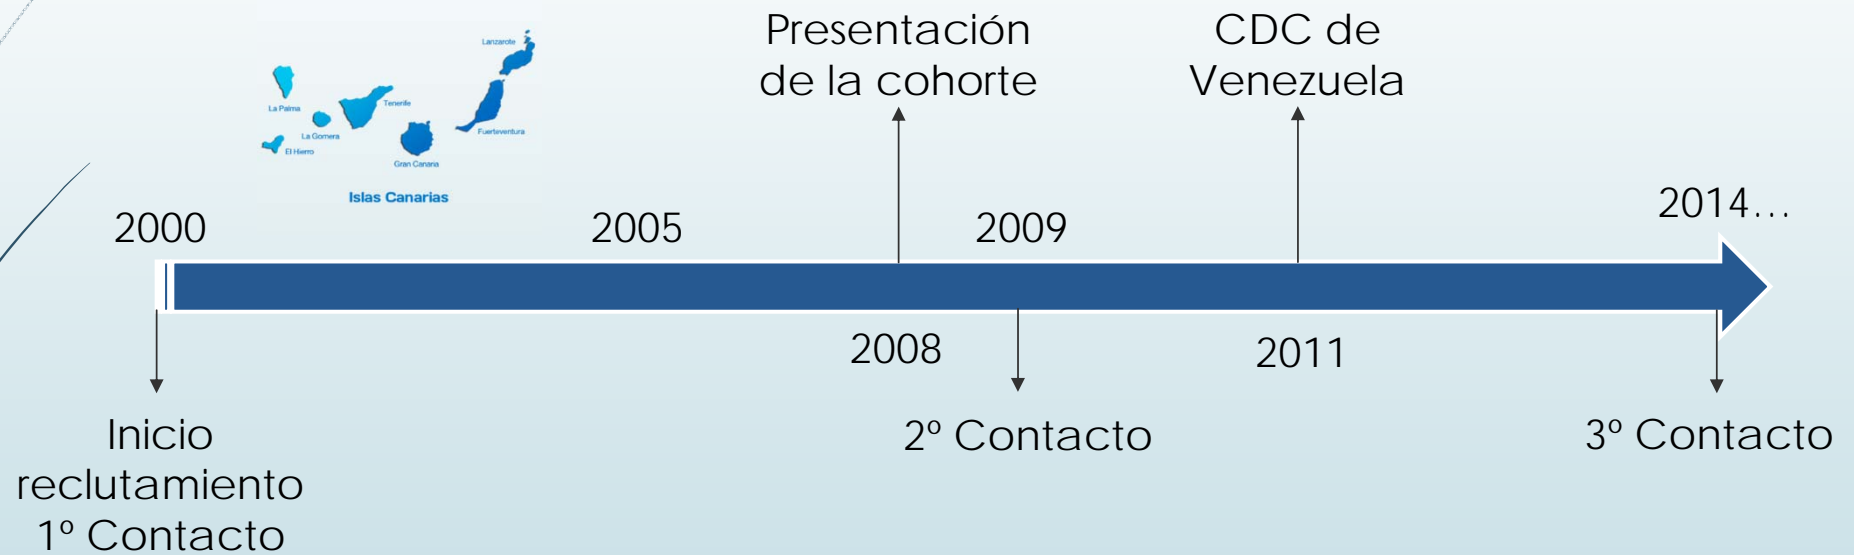 Lanzarote
La Palma
Tenerife
La Gomera
Fuerteventura
El Hierro
Gran Canaria
Islas Canarias
Presentación
de la cohorte
CDC de
Venezuela
2000
2005
2009
2014...
2008
2011
Inicio
reclutamiento
1º Contacto
2º Contacto
3º Contacto